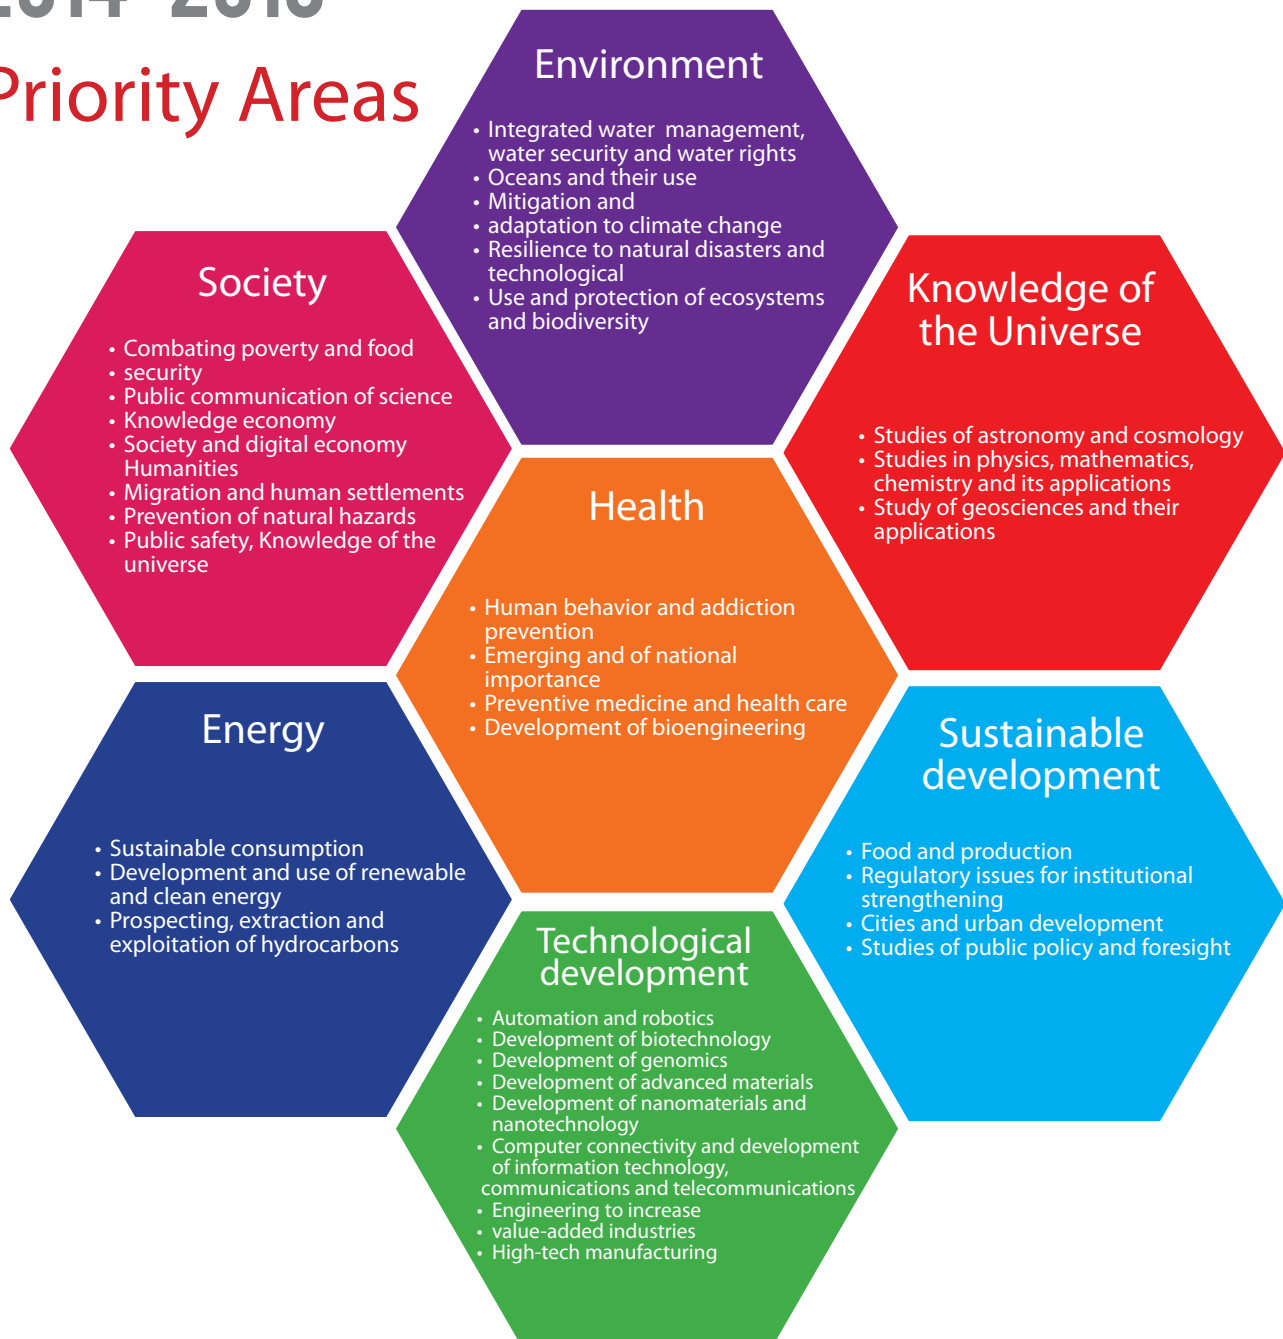 Priority Areas
Environment
• Integrated water management,
water security and water rights
• Oceans and their use
• Mitigation and
• adaptation to climate change
• Resilience to natural disasters and
technological
• Use and protection of ecosystems
and biodiversity
Society
• Combating poverty and food
• security
• Public communication of science
• Knowledge economy
• Society and digital economy
Humanities
• Migration and human settlements
• Prevention of natural hazards
• Public safety, Knowledge of the
universe
Knowledge of
the Universe
• Studies of astronomy and cosmology
• Studies in physics, mathematics,
chemistry and its applications
• Study of geosciences and their
applications
Health
• Human behavior and addiction
prevention
• Emerging and of national
importance
• Preventive medicine and health care
• Development of bioengineering
Energy
• Sustainable consumption
• Development and use of renewable
and clean energy
• Prospecting, extraction and
exploitation of hydrocarbons
Sustainable
development
• Food and production
• Regulatory issues for institutional
strengthening
• Cities and urban development
• Studies of public policy and foresight
Technological
development
• Automation and robotics
• Development of biotechnology
• Development of genomics
• Development of advanced materials
• Development of nanomaterials and
nanotechnology
• Computer connectivity and development
of information technology,
communications and telecommunications
• Engineering to increase
• value-added industries
• High-tech manufacturing